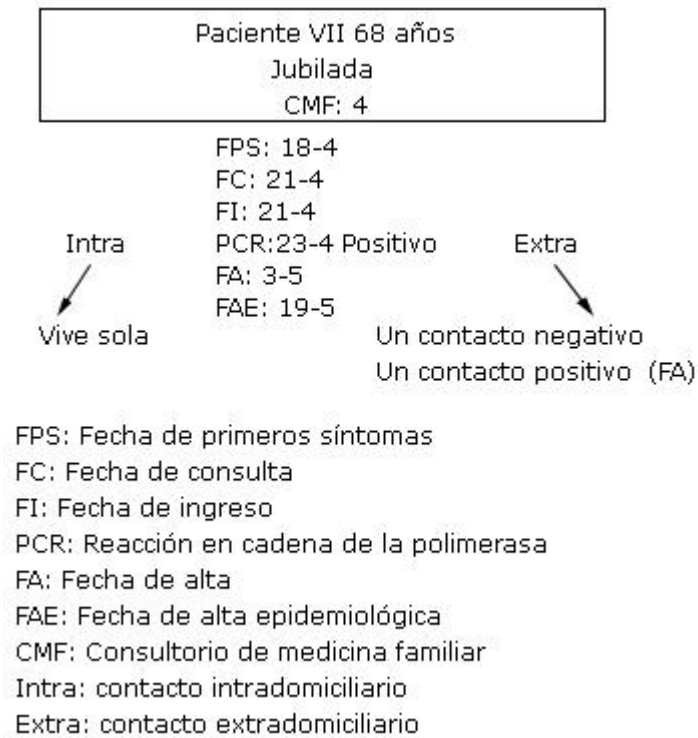 Paciente VII 68 años
Jubilada
CMF: 4
FPS: 18-4
FC: 21-4
FI: 21-4
Intra
PCR:23-4 Positivo
Extra
FA: 3-5
FAE: 19-5
Vive sola
Un contacto negativo
Un contacto positivo (FA)
FPS: Fecha de primeros síntomas
FC: Fecha de consulta
FI: Fecha de ingreso
PCR: Reacción en cadena de la polimerasa
FA: Fecha de alta
FAE: Fecha de alta epidemiológica
CMF: Consultorio de medicina familiar
Intra: contacto intradomiciliario
Extra: contacto extradomiciliario